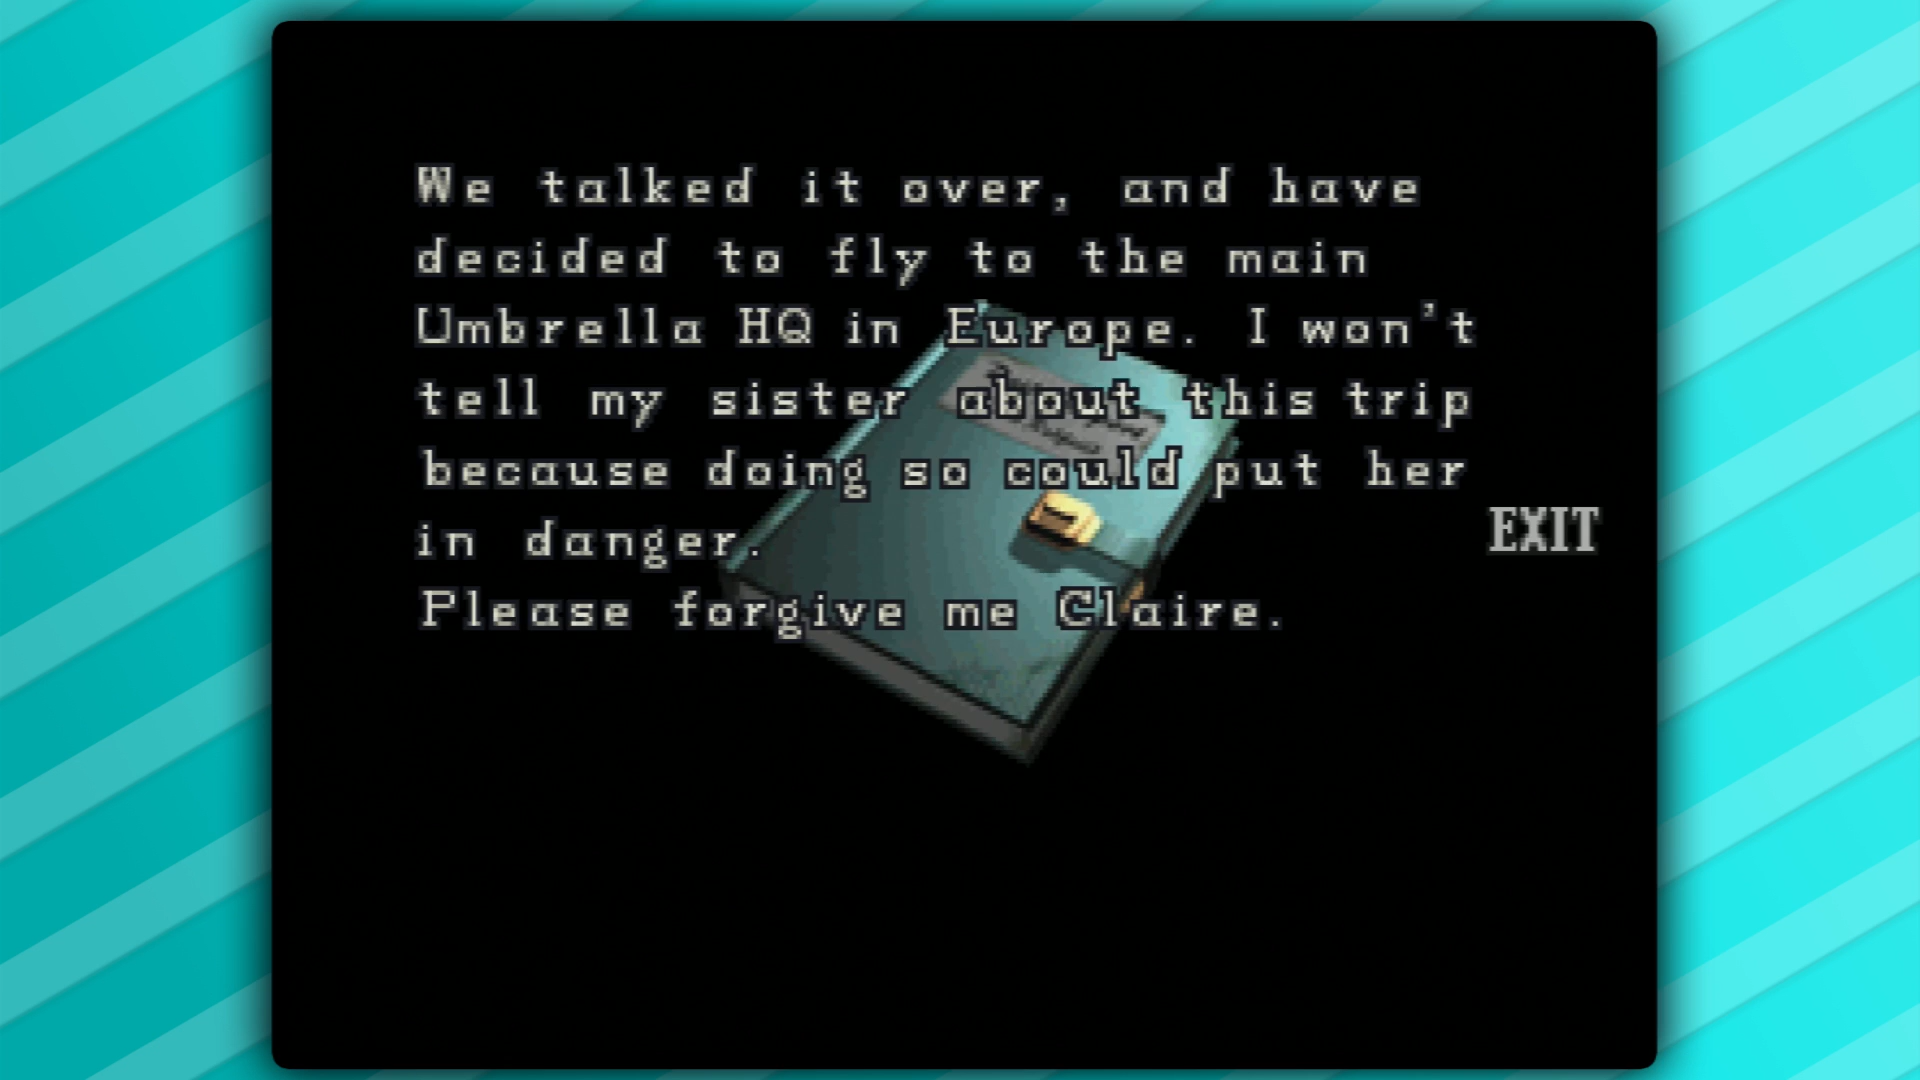 We talked it over, and have
decided to fly to the main
Umbrella HQ in Europe. I won't
tell my sister about this trip
because doing so could put her
in danger.
Please forgive me Claire.
EXIT